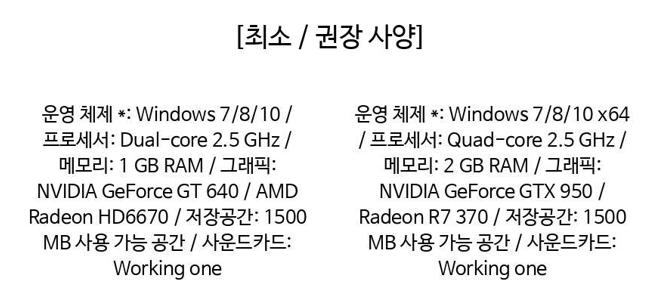 [최소 / 권장 사양]
운영 체제 *: Windows 7/8/10 /
프로세서: Dual-core 2.5 GHz /
메모리: 1 GB RAM / 그래픽:
NVIDIA GeForce GT 640 / AMD
Radeon HD6670 / 저장공간: 1500
MB 사용 가능 공간 / 사운드카드:
Working one
운영 체제 *: Windows 7/8/10 x64
/ 프로세서: Quad-core 2.5 GHz /
메모리: 2 GB RAM / 그래픽:
NVIDIA GeForce GTX 950 /
Radeon R7 370 / 저장공간: 1500
MB 사용 가능 공간 / 사운드카드:
Working one